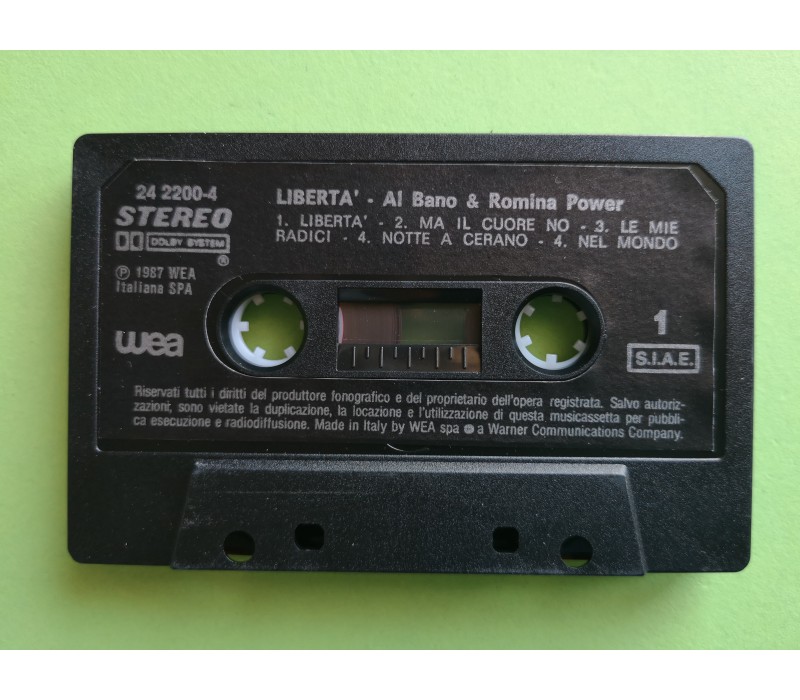 24 2200-4
STEREO
DOLBY SYSTEM
®
℗ 1987 WEA
Italiana SPA
wea
LIBERTA' - Al Bano & Romina Power
1. LIBERTA' - 2. MA IL CUORE NO - 3. LE MIE
RADICI - 4. NOTTE A CERANO - 4. NEL MONDO
1
S.I.A.E.
Riservati tutti i diritti del produttore fonografico e del proprietario dell'opera registrata. Salvo autoriz-
zazioni, sono vietate la duplicazione, la locazione e l'utilizzazione di questa musicassetta per pubbli-
ca esecuzione e radiodiffusione. Made in Italy by WEA spa a Warner Communications Company.